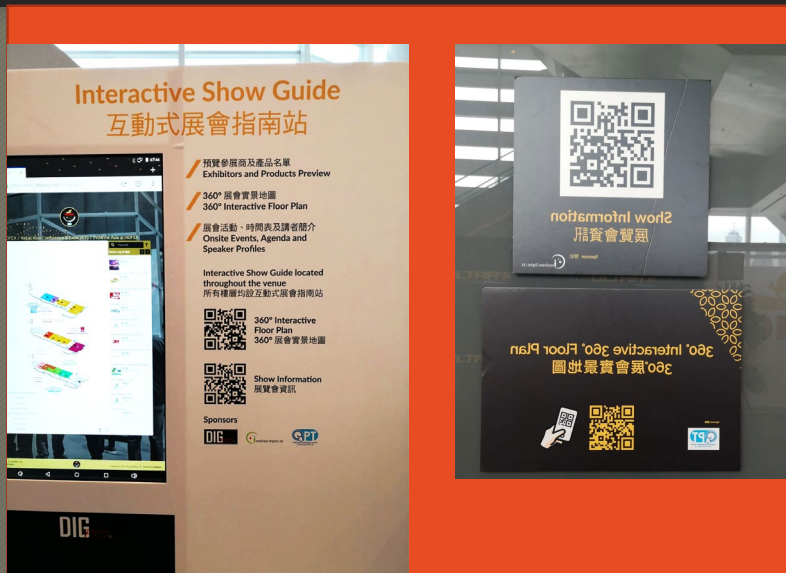 Interactive Show Guide
互動式展會指南站
預覽參展商及產品名單
Exhibitors and Products Preview
360° 展會實景地圖
360° Interactive Floor Plan
展會活動、時間表及講者簡介
Onsite Events, Agenda and
Speaker Profiles
Interactive Show Guide located
throughout the venue
所有樓層均設互動式展會指南站
360° Interactive
Floor Plan
360° 展會實景地圖
Show Information
展覽會資訊
Sponsors
DIG
QPT
DIG
Show Information
展覽會資訊
Sponsor 贊助
360° Interactive 360° Floor Plan
360°展會實景地圖
QPT